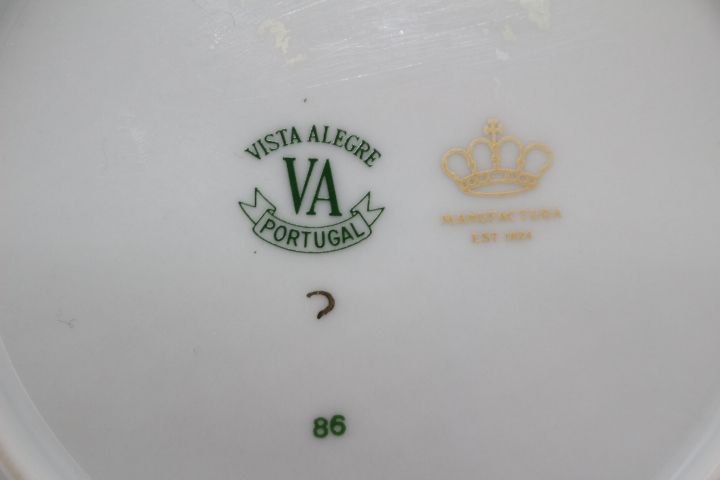 VISTA ALEGRE
VA
PORTUGAL
MANUFACTURA
EST 1824
86